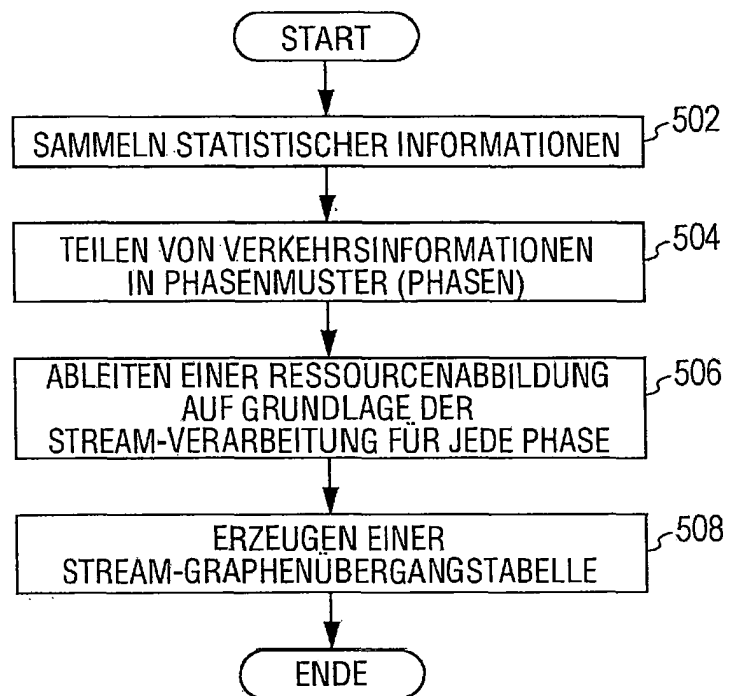 START
SAMMELN STATISTISCHER INFORMATIONEN
502
TEILEN VON VERKEHRSINFORMATIONEN
IN PHASENMUSTER (PHASEN)
504
ABLEITEN EINER RESSOURCENABBILDUNG
AUF GRUNDLAGE DER
STREAM-VERARBEITUNG FÜR JEDE PHASE
506
ERZEUGEN EINER
STREAM-GRAPHENÜBERGANGSTABELLE
508
ENDE